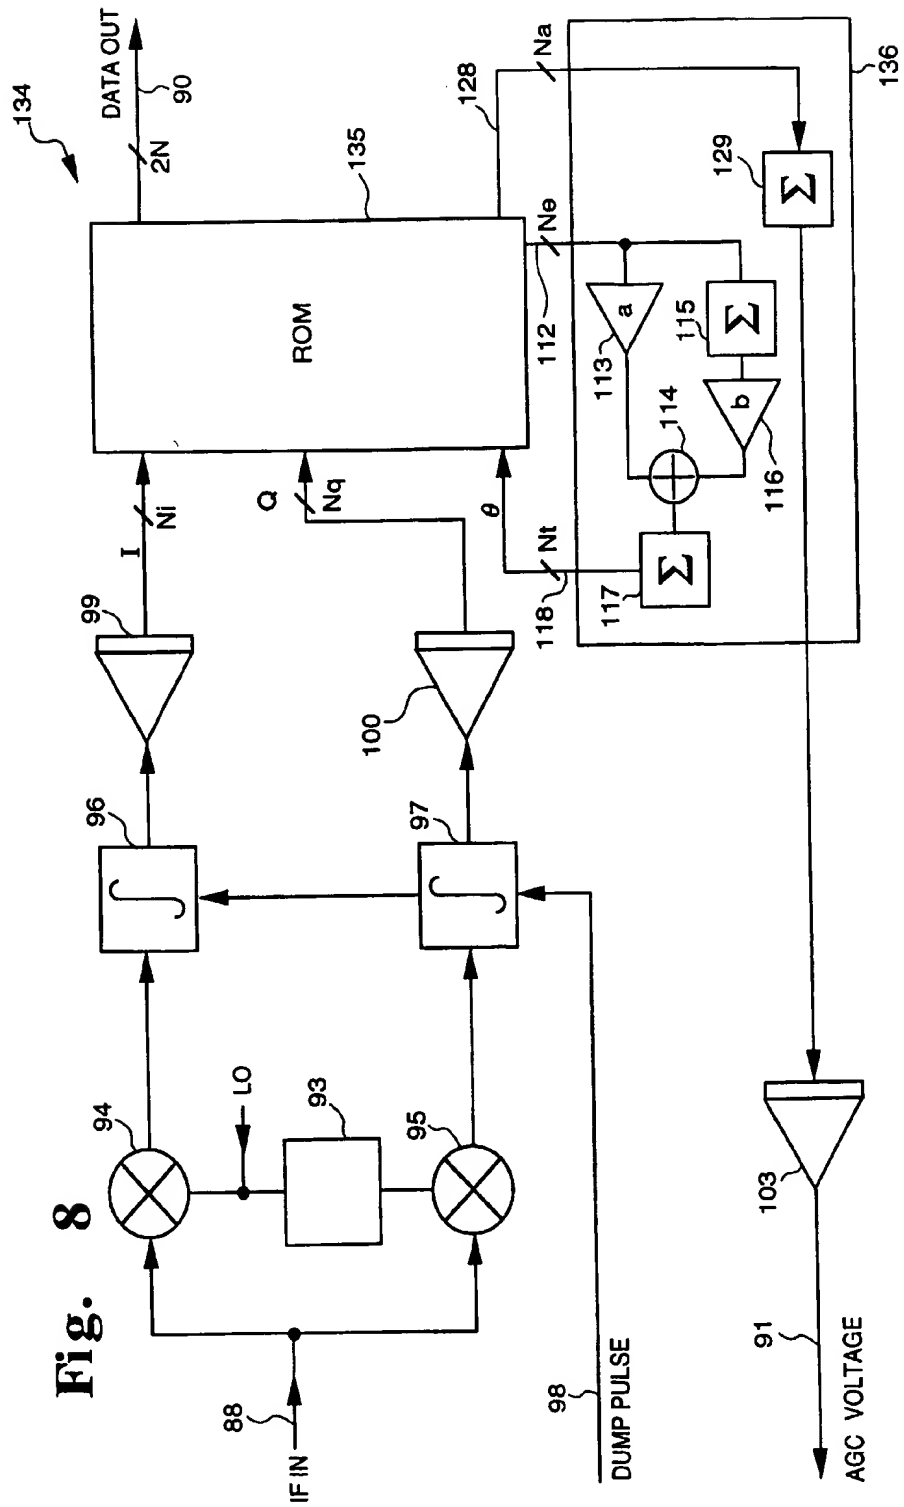 Fig. 8
134
IF IN
88
94
LO
93
95
96
97
99
100
I
Ni
Q
Nq
θ
Nt
118
ROM
135
2N
90
DATA OUT
128
Na
Ne
112
a
113
114
Σ
115
b
116
Σ
117
Σ
129
136
98
DUMP PULSE
103
91
AGC VOLTAGE